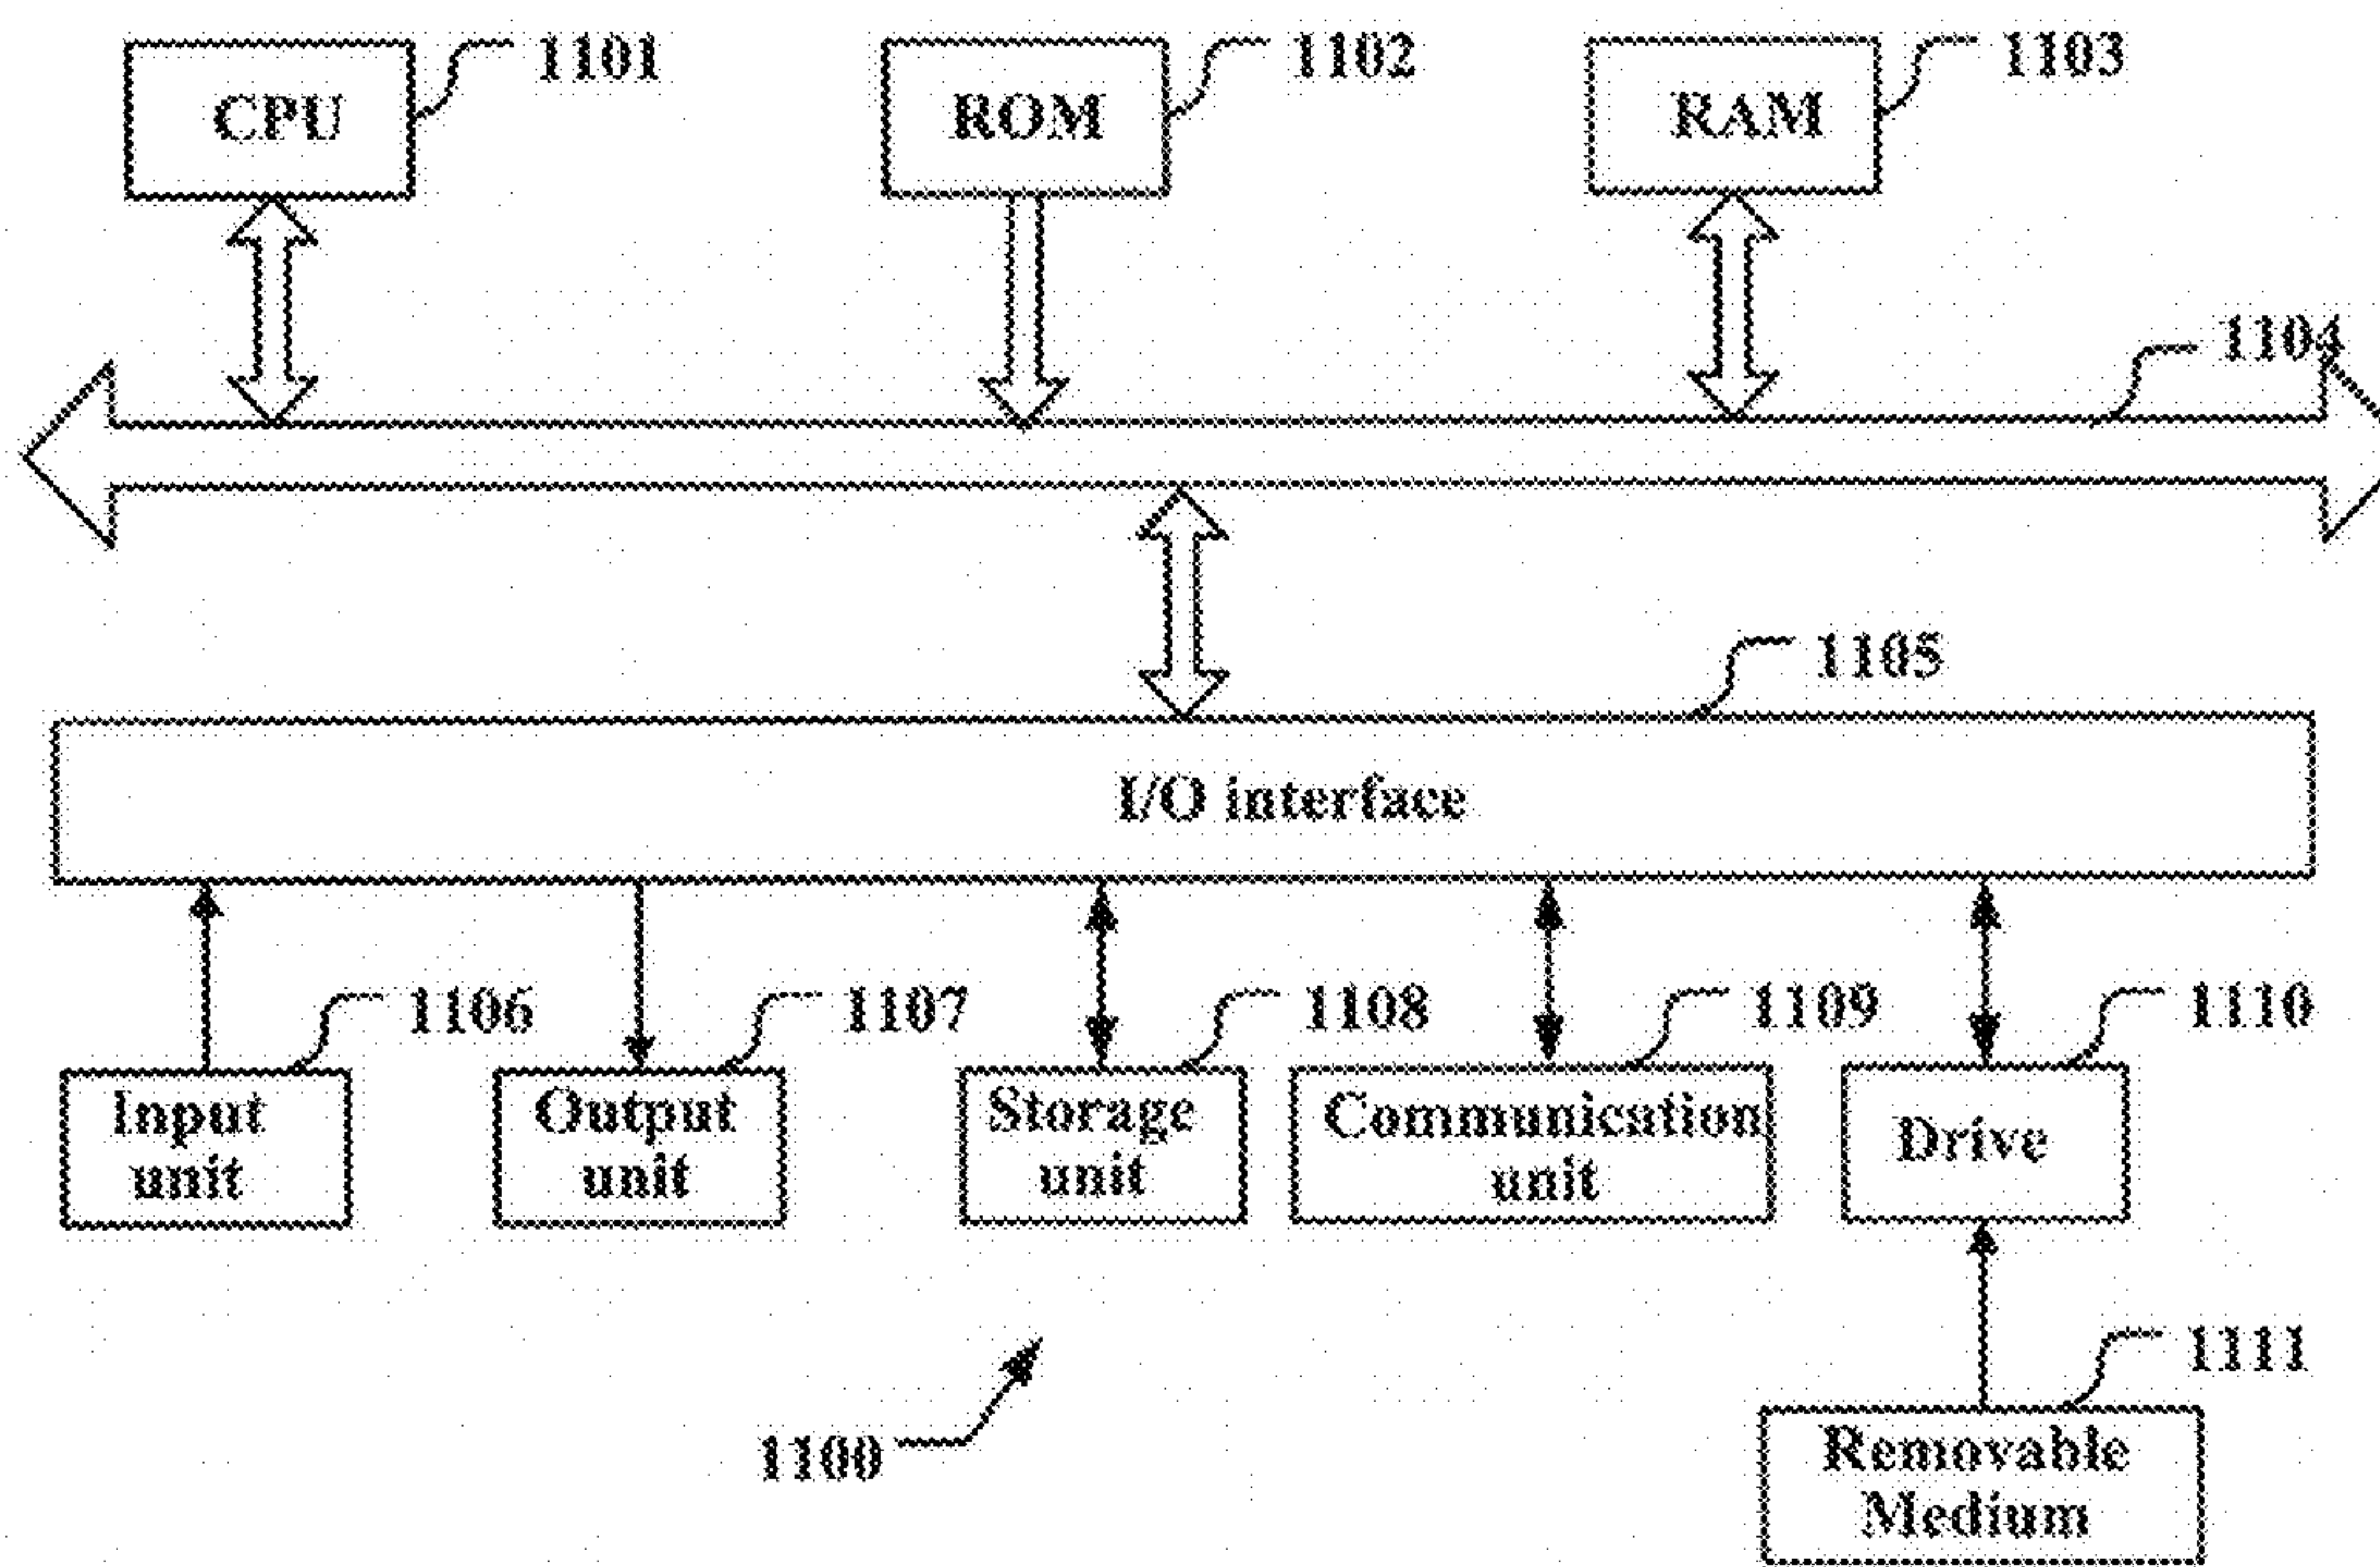 CPU
1101
ROM
1102
RAM
1103
1104
1105
I/O interface
1106
1107
1108
1109
1110
Input
unit
Output
unit
Storage
unit
Communication
unit
Drive
1111
1100
Removable
Medium